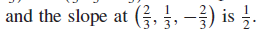 and the slope at (2/3, 1/3, −2/3) is 1/2.